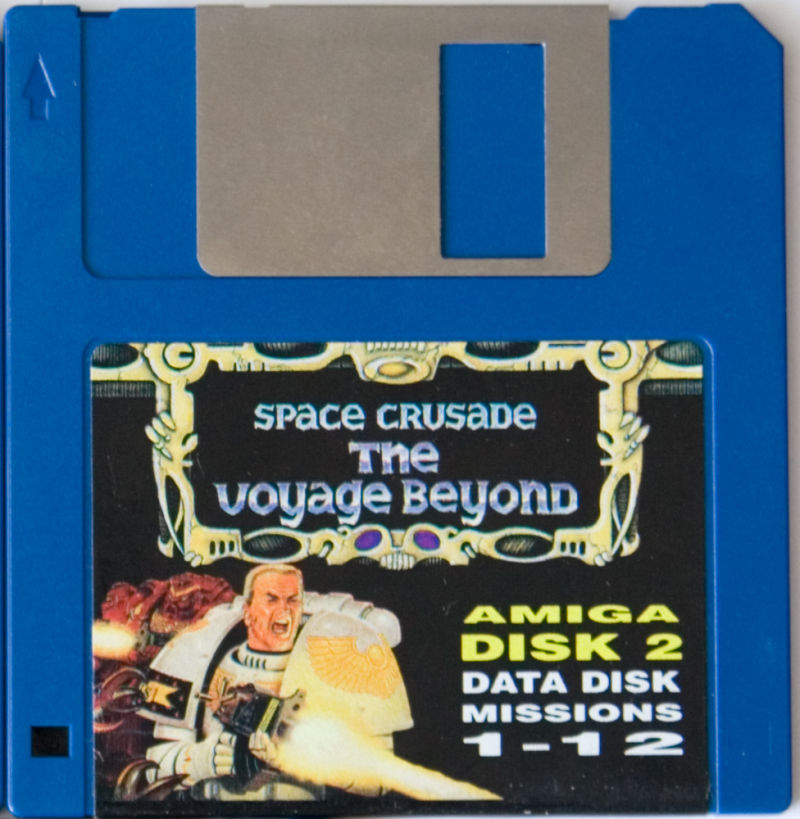 SPACE CRUSADE
The
Voyage Beyond
AMIGA
DISK 2
DATA DISK
MISSIONS
1-12